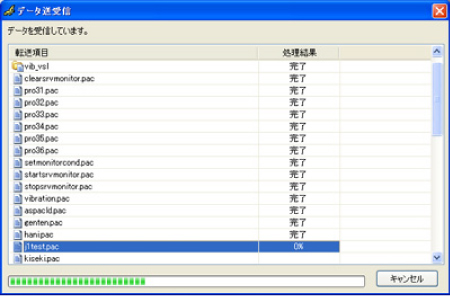 データ送受信
データを受信しています。
転送項目 処理結果
vib_vsl 完了
clearsrvmonitor.pac 完了
pro31.pac 完了
pro32.pac 完了
pro33.pac 完了
pro34.pac 完了
pro35.pac 完了
pro36.pac 完了
setmonitorcond.pac 完了
startsrvmonitor.pac 完了
stopsrvmonitor.pac 完了
vibration.pac 完了
aspacld.pac 完了
genten.pac 完了
hani.pac 完了
j1test.pac 0%
kiseki.pac
キャンセル